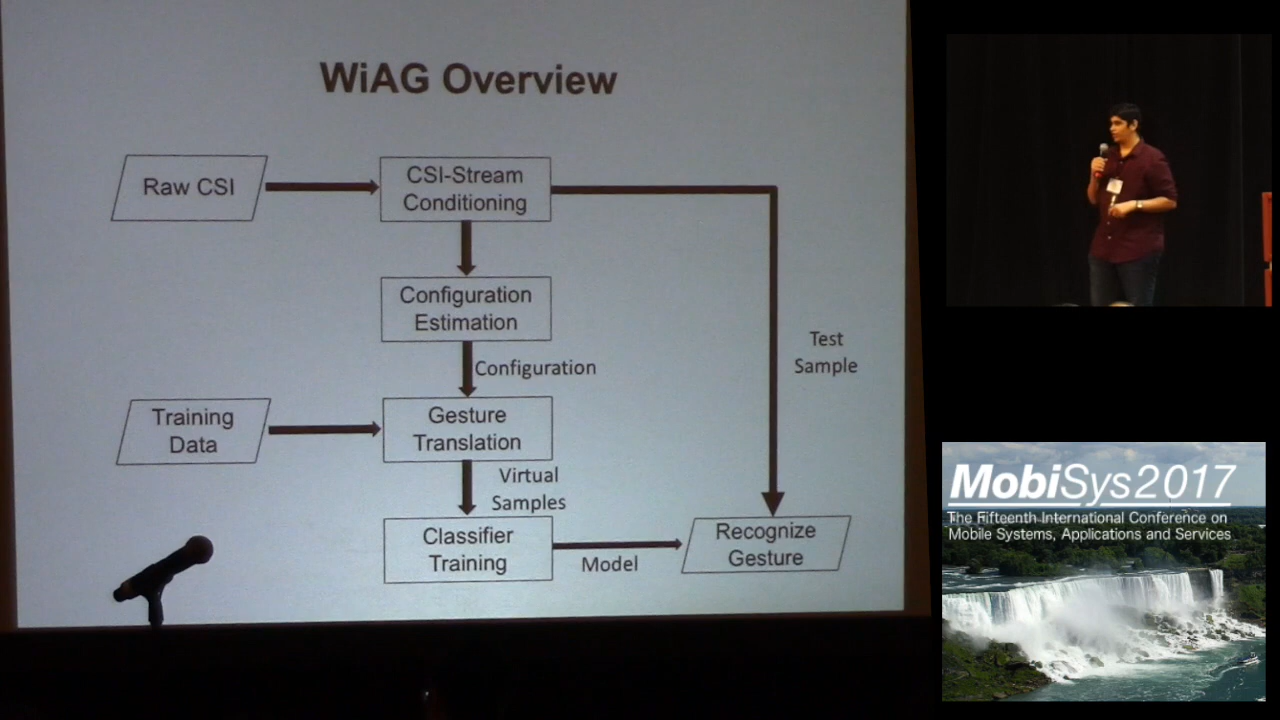 WiAG Overview
Raw CSI
CSI-Stream
Conditioning
Configuration
Estimation
Configuration
Test
Sample
Training
Data
Gesture
Translation
Virtual
Samples
Classifier
Training
Model
Recognize
Gesture
MobiSys2017
The Fifteenth International Conference on
Mobile Systems, Applications and Services